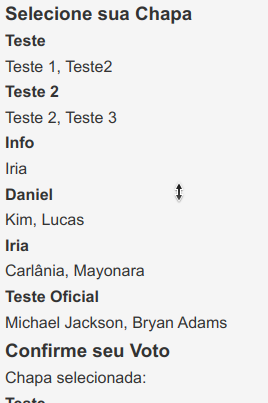 Selecione sua Chapa
Teste
Teste 1, Teste2
Teste 2
Teste 2, Teste 3
Info
Iria
Daniel
Kim, Lucas
Iria
Carlânia, Mayonara
Teste Oficial
Michael Jackson, Bryan Adams
Confirme seu Voto
Chapa selecionada:
Teste